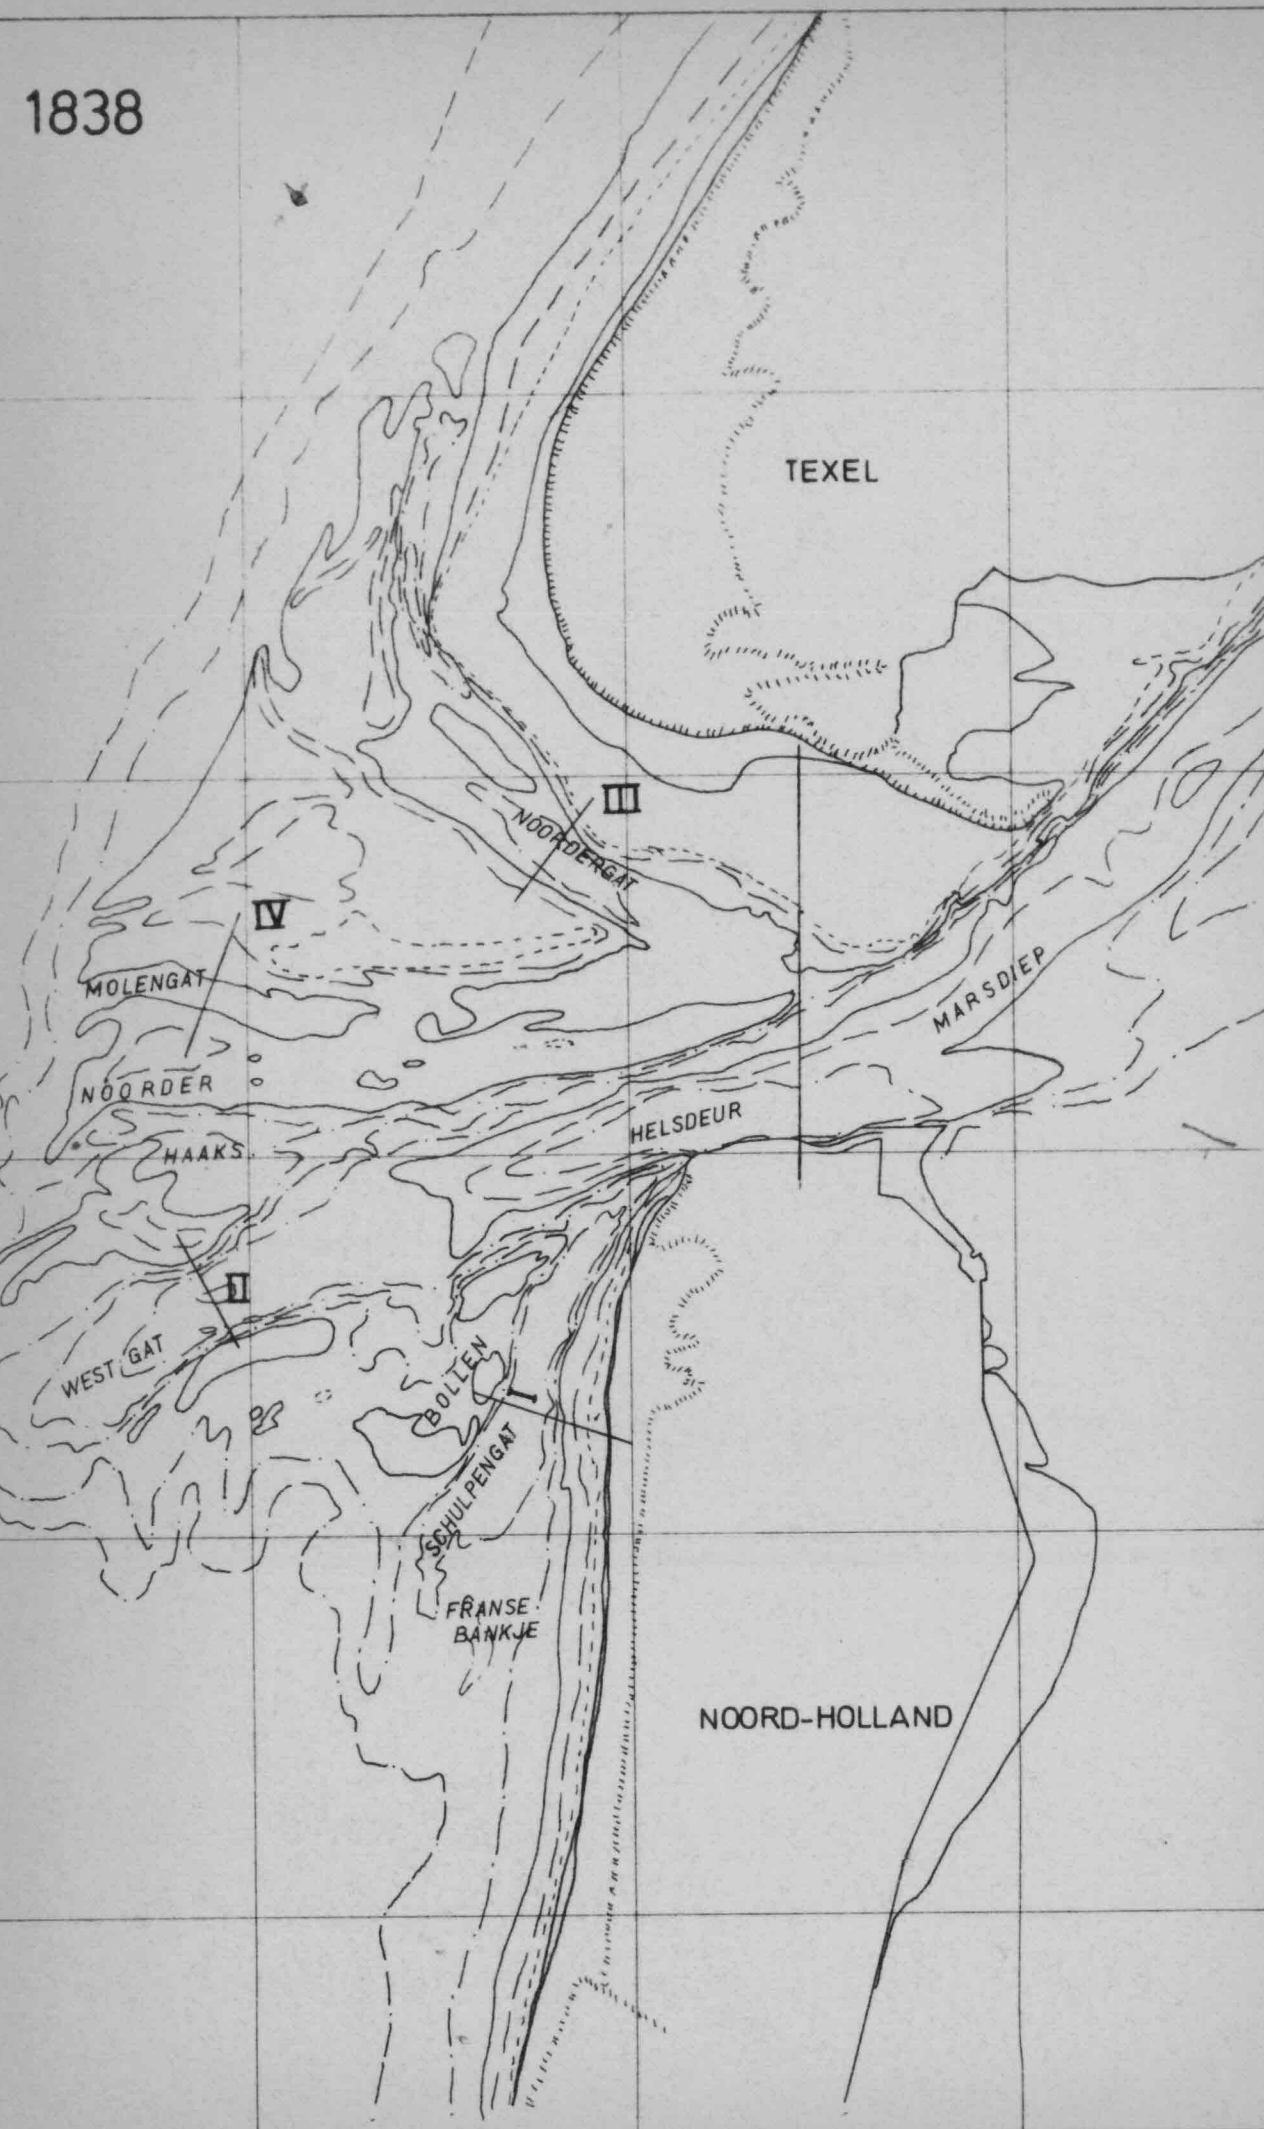 1838
TEXEL
III
NOORDERGAT
IV
MOLENGAT
MARSDIEP
NOORDER
HAAKS
HELSDEUR
II
WEST GAT
BOLLEN
I
SCHULPENGAT
FRANSE
BANKJE
NOORD-HOLLAND